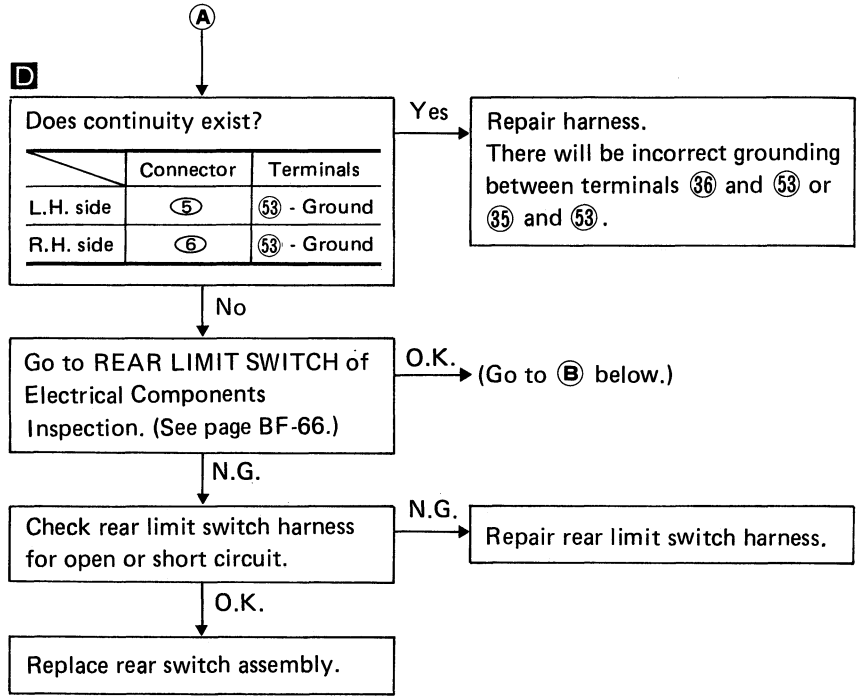 A
D
Does continuity exist?
Yes
Connector Terminals
L.H. side 5 53 - Ground
R.H. side 6 53 - Ground
Repair harness.
There will be incorrect grounding
between terminals 36 and 53 or
35 and 53.
No
Go to REAR LIMIT SWITCH of
Electrical Components
Inspection. (See page BF-66.)
O.K.
(Go to B below.)
N.G.
Check rear limit switch harness
for open or short circuit.
N.G.
Repair rear limit switch harness.
O.K.
Replace rear switch assembly.